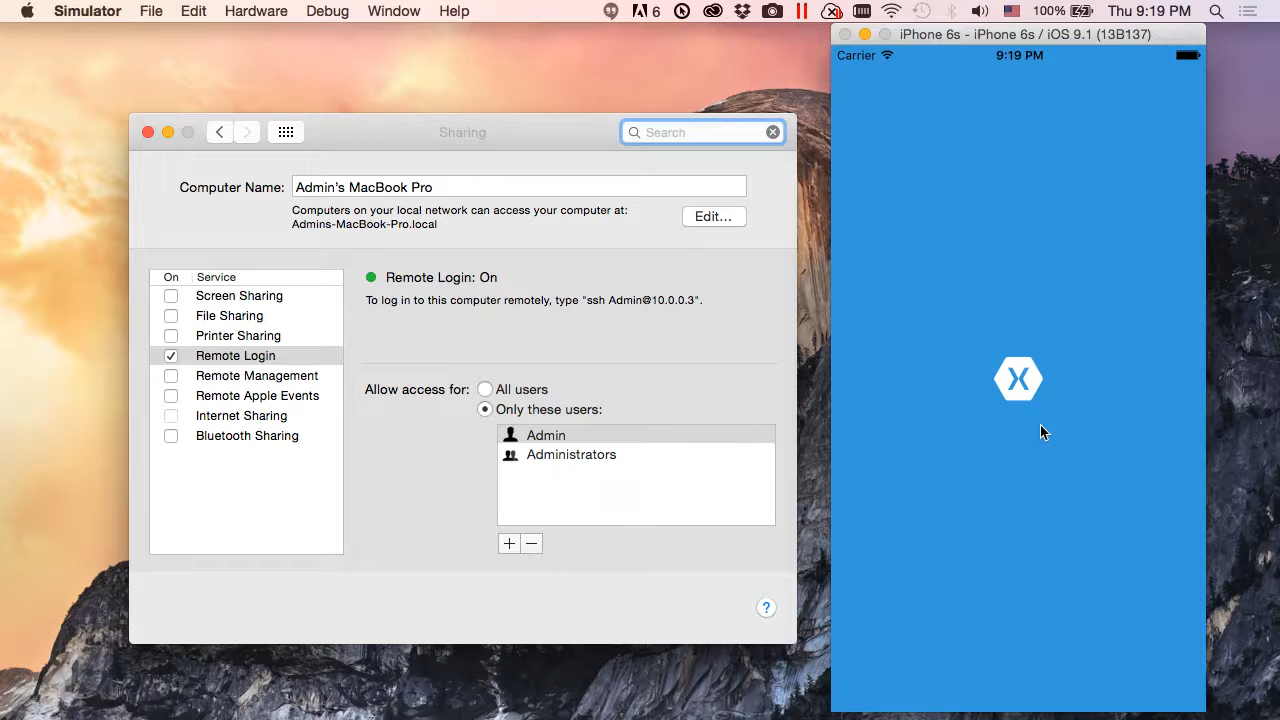 Simulator File Edit Hardware Debug Window Help 6 100% Thu 9:19 PM
iPhone 6s - iPhone 6s / iOS 9.1 (13B137)
Carrier 9:19 PM
Sharing
Search
Computer Name: Admin's MacBook Pro
Computers on your local network can access your computer at:
Admins-MacBook-Pro.local
Edit...
On Service
Screen Sharing
File Sharing
Printer Sharing
Remote Login
Remote Management
Remote Apple Events
Internet Sharing
Bluetooth Sharing
Remote Login: On
To log in to this computer remotely, type "ssh Admin@10.0.0.3".
Allow access for: All users
Only these users:
Admin
Administrators
+ −
?
X